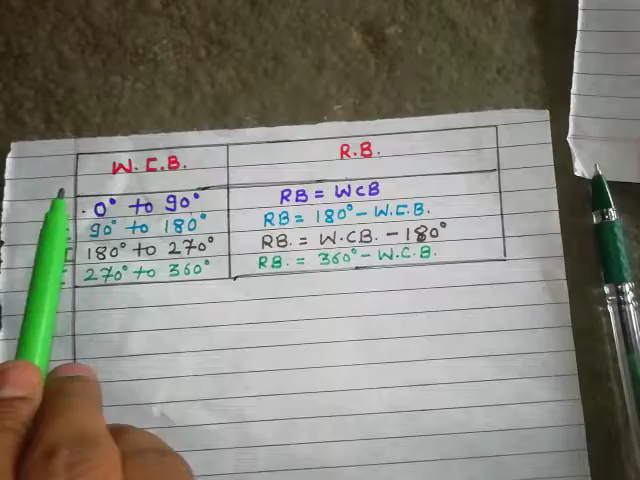 W.C.B. R.B.
0° to 90° RB = WCB
90° to 180° RB = 180° - W.C.B.
180° to 270° RB. = W.CB. - 180°
270° to 360° RB. = 360° - W.C.B.